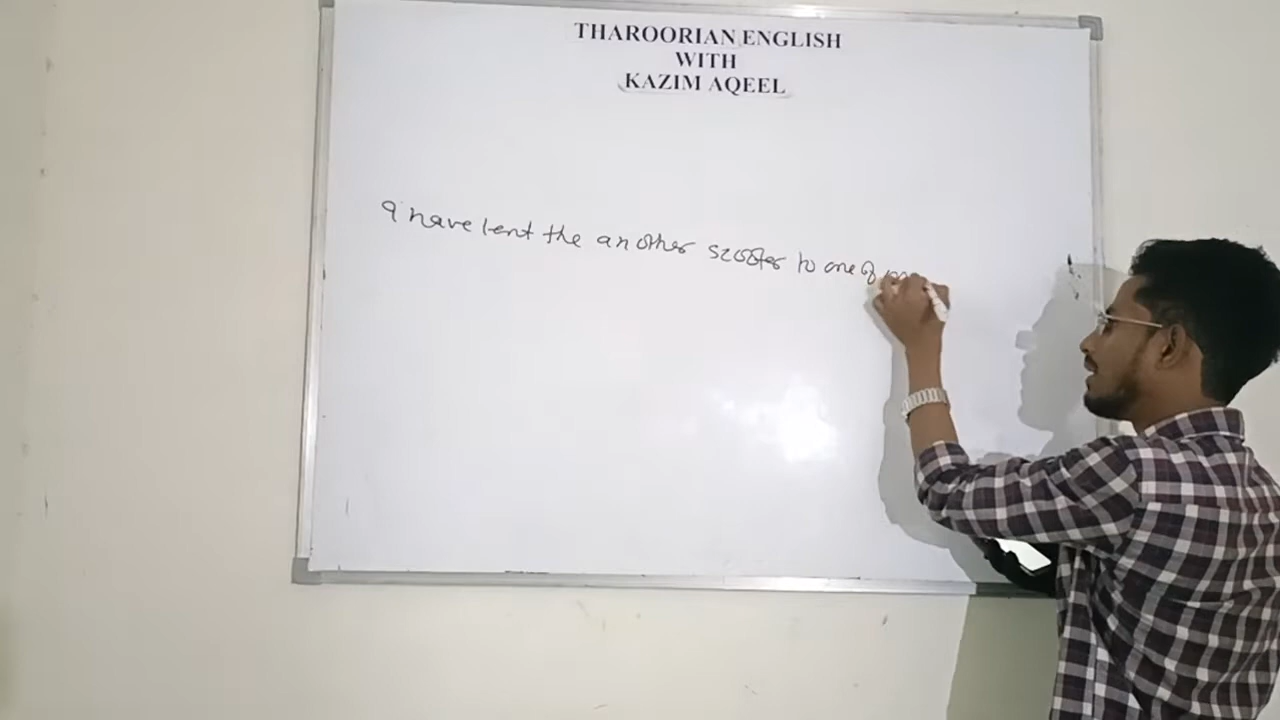 THAROORIAN ENGLISH
WITH
KAZIM AQEEL
I have lent the another scooter to one of